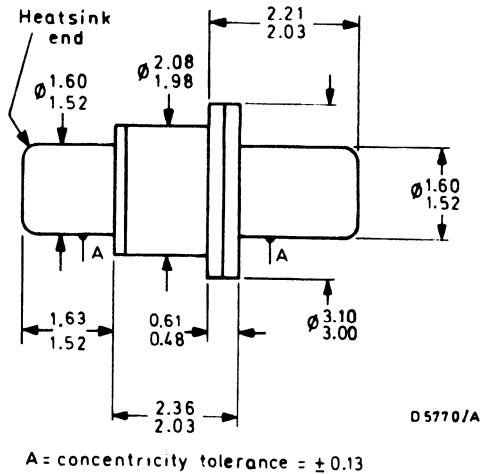 Heatsink
end
2.21
2.03
ø1.60
1.52
ø2.08
1.98
ø1.60
1.52
A
A
1.63
1.52
0.61
0.48
ø3.10
3.00
2.36
2.03
D5770/A
A = concentricity tolerance = ± 0.13